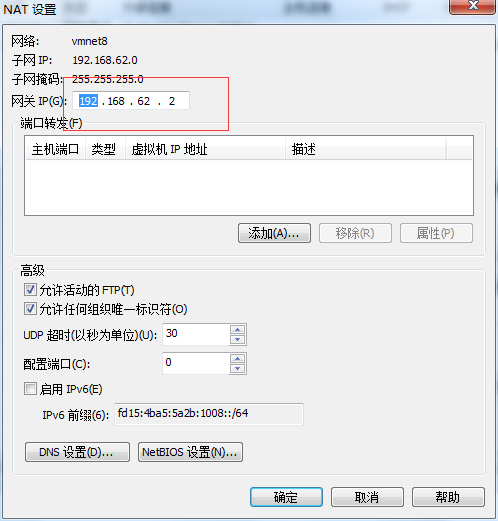 NAT 设置
网络: vmnet8
子网 IP: 192.168.62.0
子网掩码: 255.255.255.0
网关 IP(G): 192 . 168 . 62 . 2
端口转发(F)
主机端口 类型 虚拟机 IP 地址 描述
添加(A)... 移除(R) 属性(P)
高级
允许活动的 FTP(T)
允许任何组织唯一标识符(O)
UDP 超时(以秒为单位)(U): 30
配置端口(C): 0
启用 IPv6(E)
IPv6 前缀(6): fd15:4ba5:5a2b:1008::/64
DNS 设置(D)... NetBIOS 设置(N)...
确定 取消 帮助